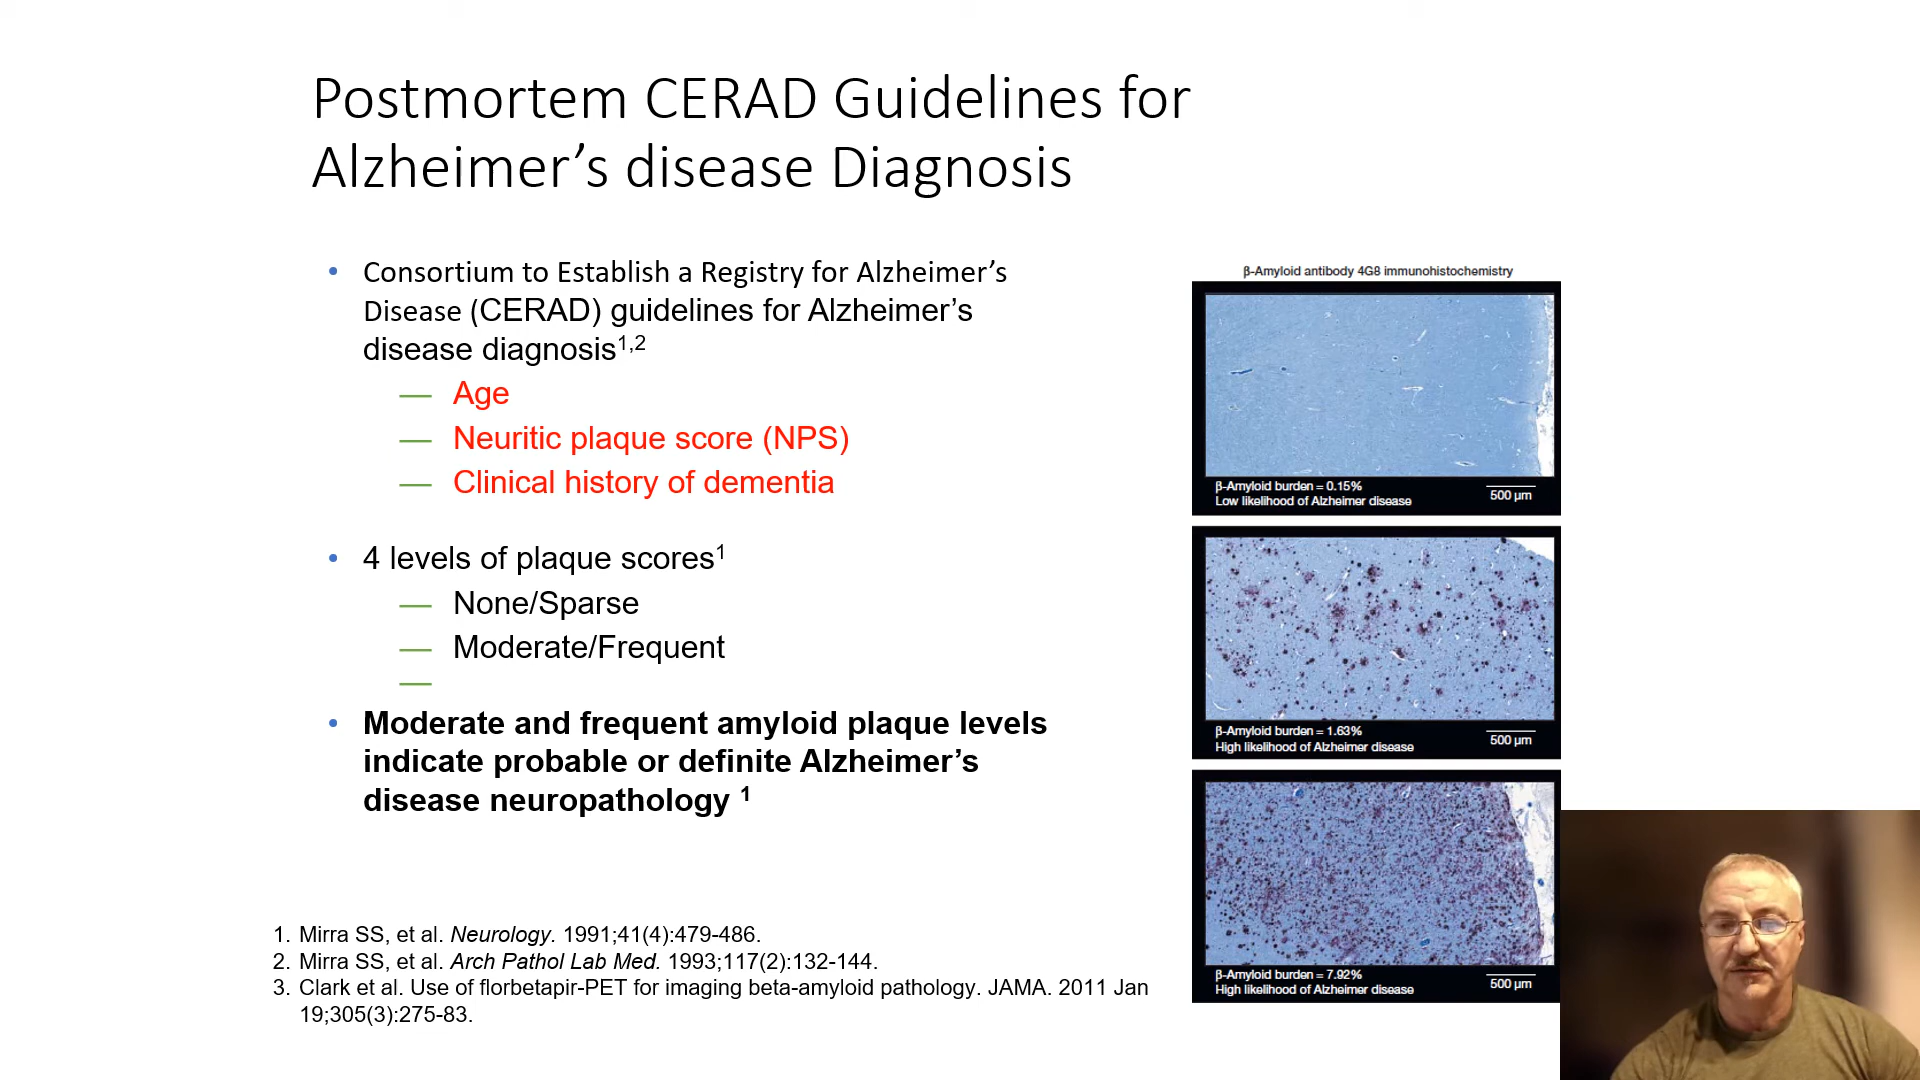 Postmortem CERAD Guidelines for
Alzheimer’s disease Diagnosis
• Consortium to Establish a Registry for Alzheimer’s
Disease (CERAD) guidelines for Alzheimer’s
disease diagnosis1,2
— Age
— Neuritic plaque score (NPS)
— Clinical history of dementia
• 4 levels of plaque scores1
— None/Sparse
— Moderate/Frequent
—
• Moderate and frequent amyloid plaque levels
indicate probable or definite Alzheimer’s
disease neuropathology 1
1. Mirra SS, et al. Neurology. 1991;41(4):479-486.
2. Mirra SS, et al. Arch Pathol Lab Med. 1993;117(2):132-144.
3. Clark et al. Use of florbetapir-PET for imaging beta-amyloid pathology. JAMA. 2011 Jan
19;305(3):275-83.
β-Amyloid antibody 4G8 immunohistochemistry
β-Amyloid burden = 0.15%
Low likelihood of Alzheimer disease
500 µm
β-Amyloid burden = 1.63%
High likelihood of Alzheimer disease
500 µm
β-Amyloid burden = 7.92%
High likelihood of Alzheimer disease
500 µm